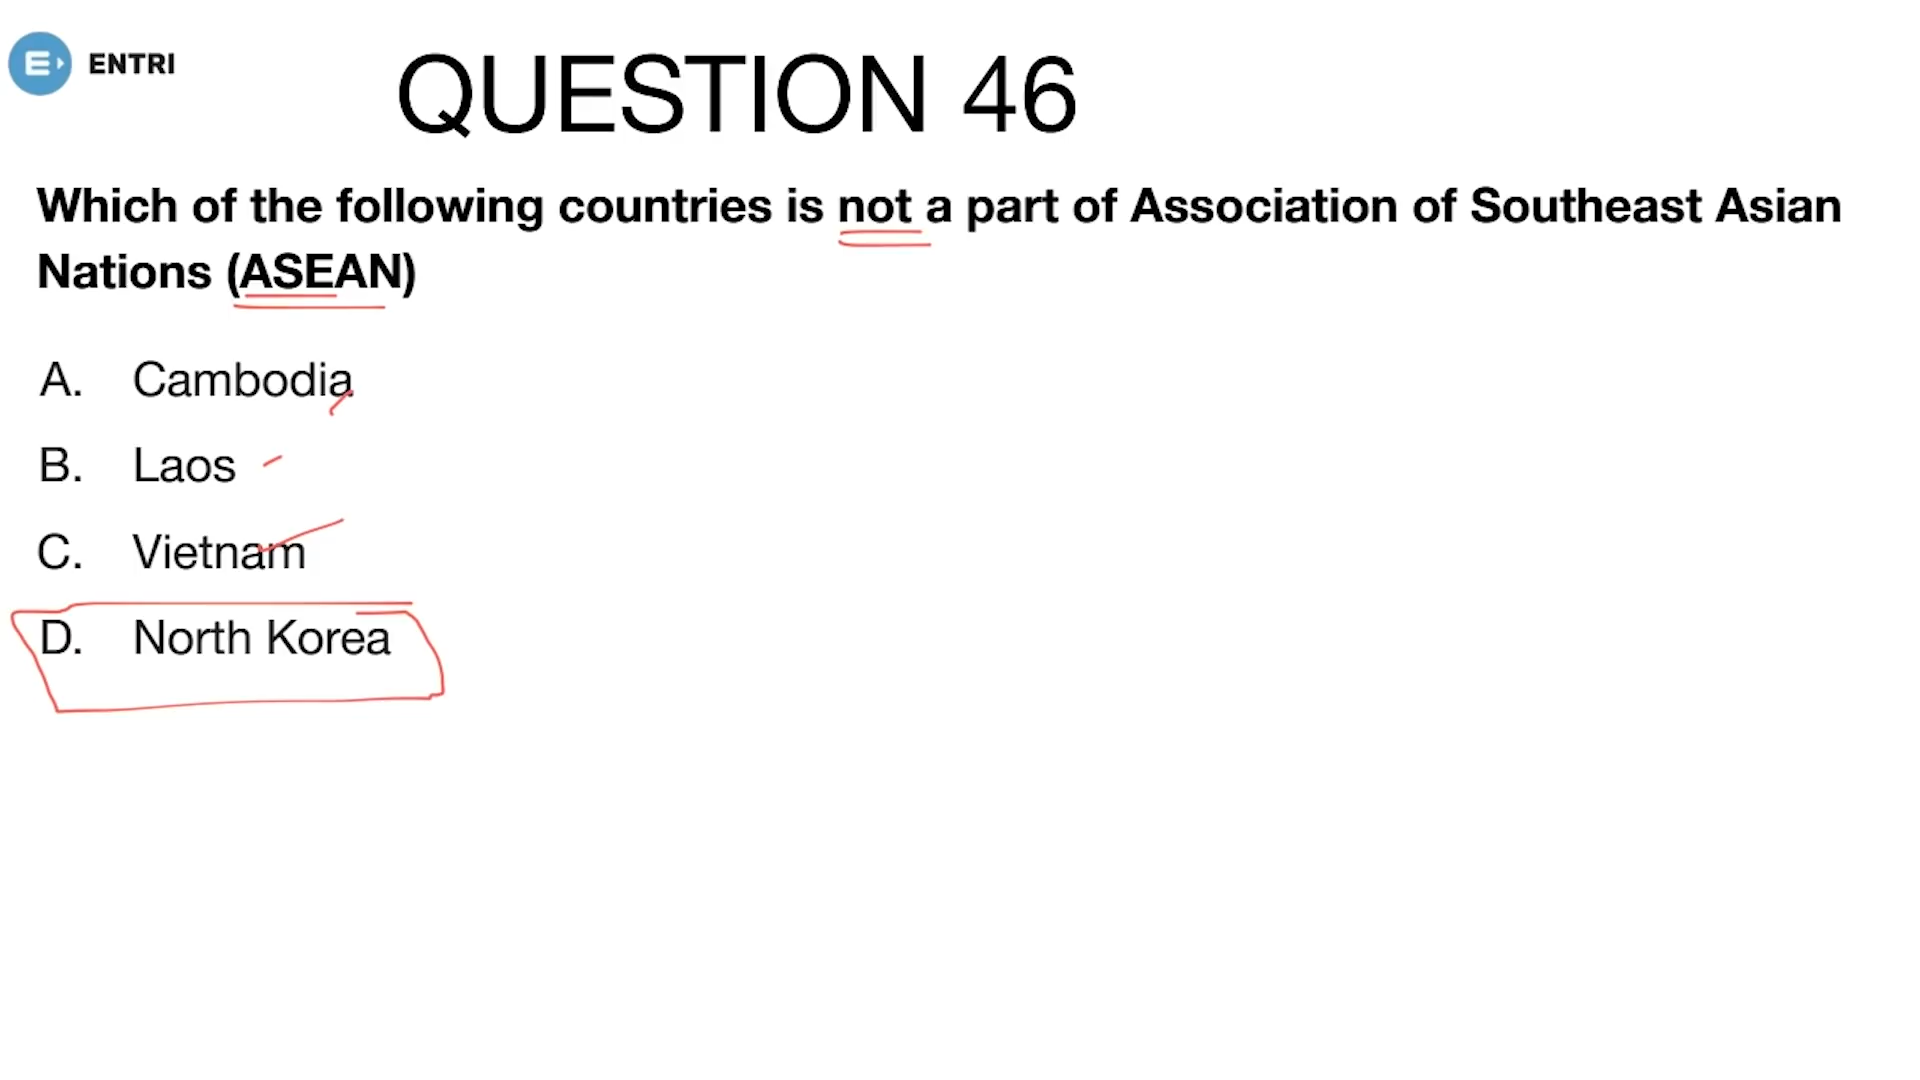 ENTRI
QUESTION 46
Which of the following countries is not a part of Association of Southeast Asian
Nations (ASEAN)
A. Cambodia
B. Laos
C. Vietnam
D. North Korea